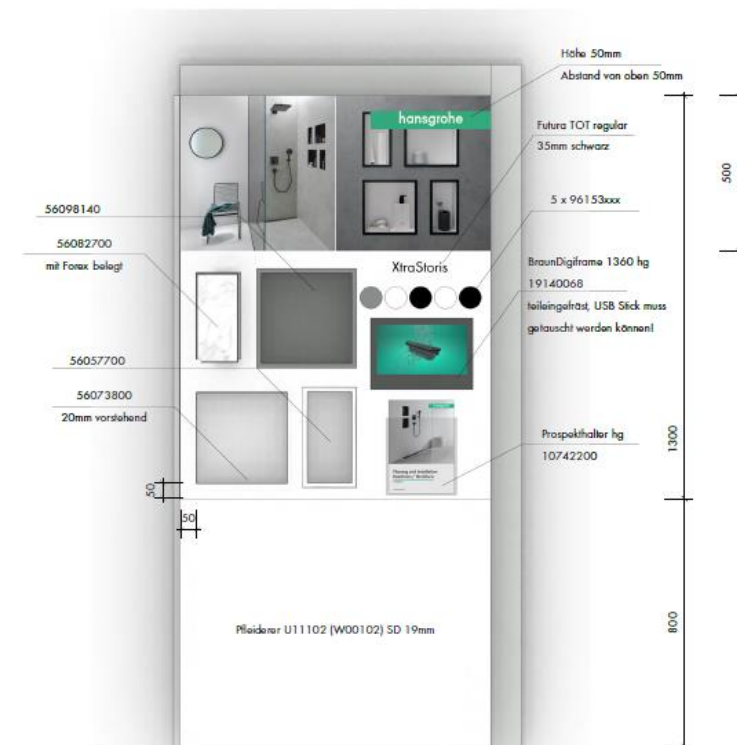 Höhe 50mm
Abstand von oben 50mm
hansgrohe
Futura TOT regular
35mm schwarz
500
5 x 96153xxx
56098140
56082700
mit Forex belegt
XtraStoris
BraunDigiframe 1360 hg
19140068
teileingefräst, USB Stick muss
getauscht werden können!
56057700
56073800
20mm vorstehend
Prospekthalter hg
10742200
1300
50
50
Pfleiderer U11102 (W00102) SD 19mm
800